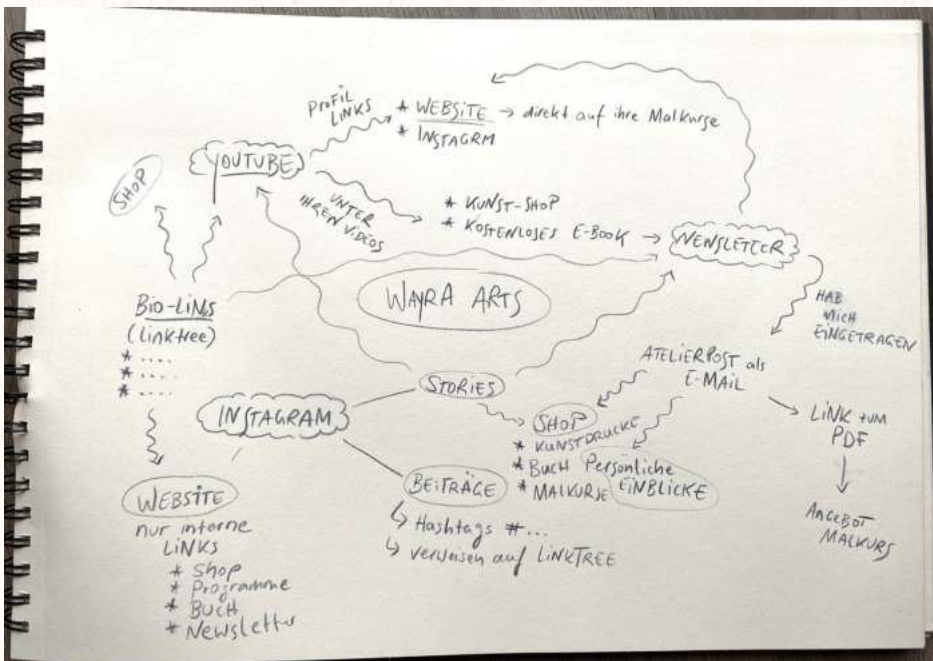 PROFIL
LINKS
* WEBSITE → direkt auf ihre Malkurse
* INSTAGRM
YOUTUBE
SHOP
UNTER
IHREN VIDEOS
* KUNST-SHOP
* KOSTENLOSES E-BOOK →
NEWSLETTER
WAYRA ARTS
BIO-LINKS
(Linktree)
* ....
* ....
* ....
HAB
MICH
EINGETRAGEN
ATELIERPOST als
E-MAIL
STORIES
INSTAGRAM
SHOP
* KUNSTDRUCKE
* BUCH
* MALKURSE
Persönliche
EINBLICKE
LINK zum
PDF
ANGEBOT
MALKURS
WEBSITE
nur interne
LINKS
* Shop
* Programme
* BUCH
* Newsletter
BEITRÄGE
↳ Hashtags #...
↳ verweisen auf LINKTREE